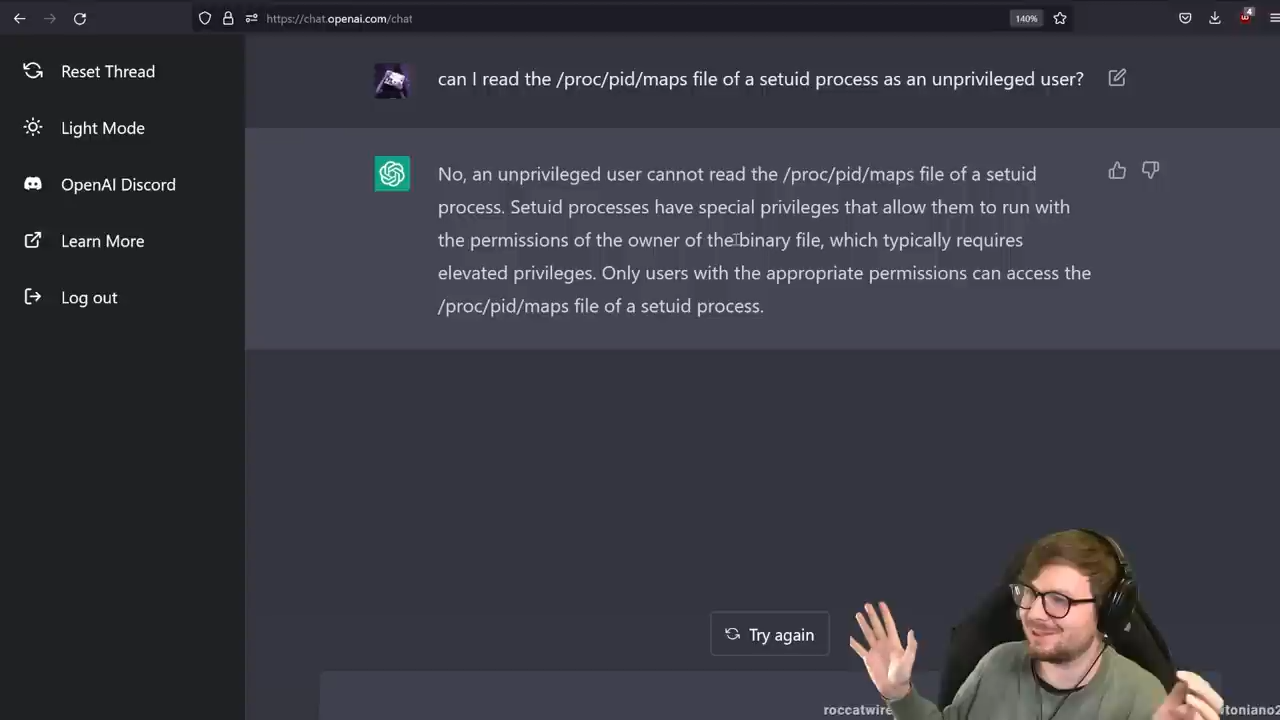 https://chat.openai.com/chat
140%
4
Reset Thread
Light Mode
OpenAI Discord
Learn More
Log out
can I read the /proc/pid/maps file of a setuid process as an unprivileged user?
No, an unprivileged user cannot read the /proc/pid/maps file of a setuid
process. Setuid processes have special privileges that allow them to run with
the permissions of the owner of the binary file, which typically requires
elevated privileges. Only users with the appropriate permissions can access the
/proc/pid/maps file of a setuid process.
Try again
roccatwire